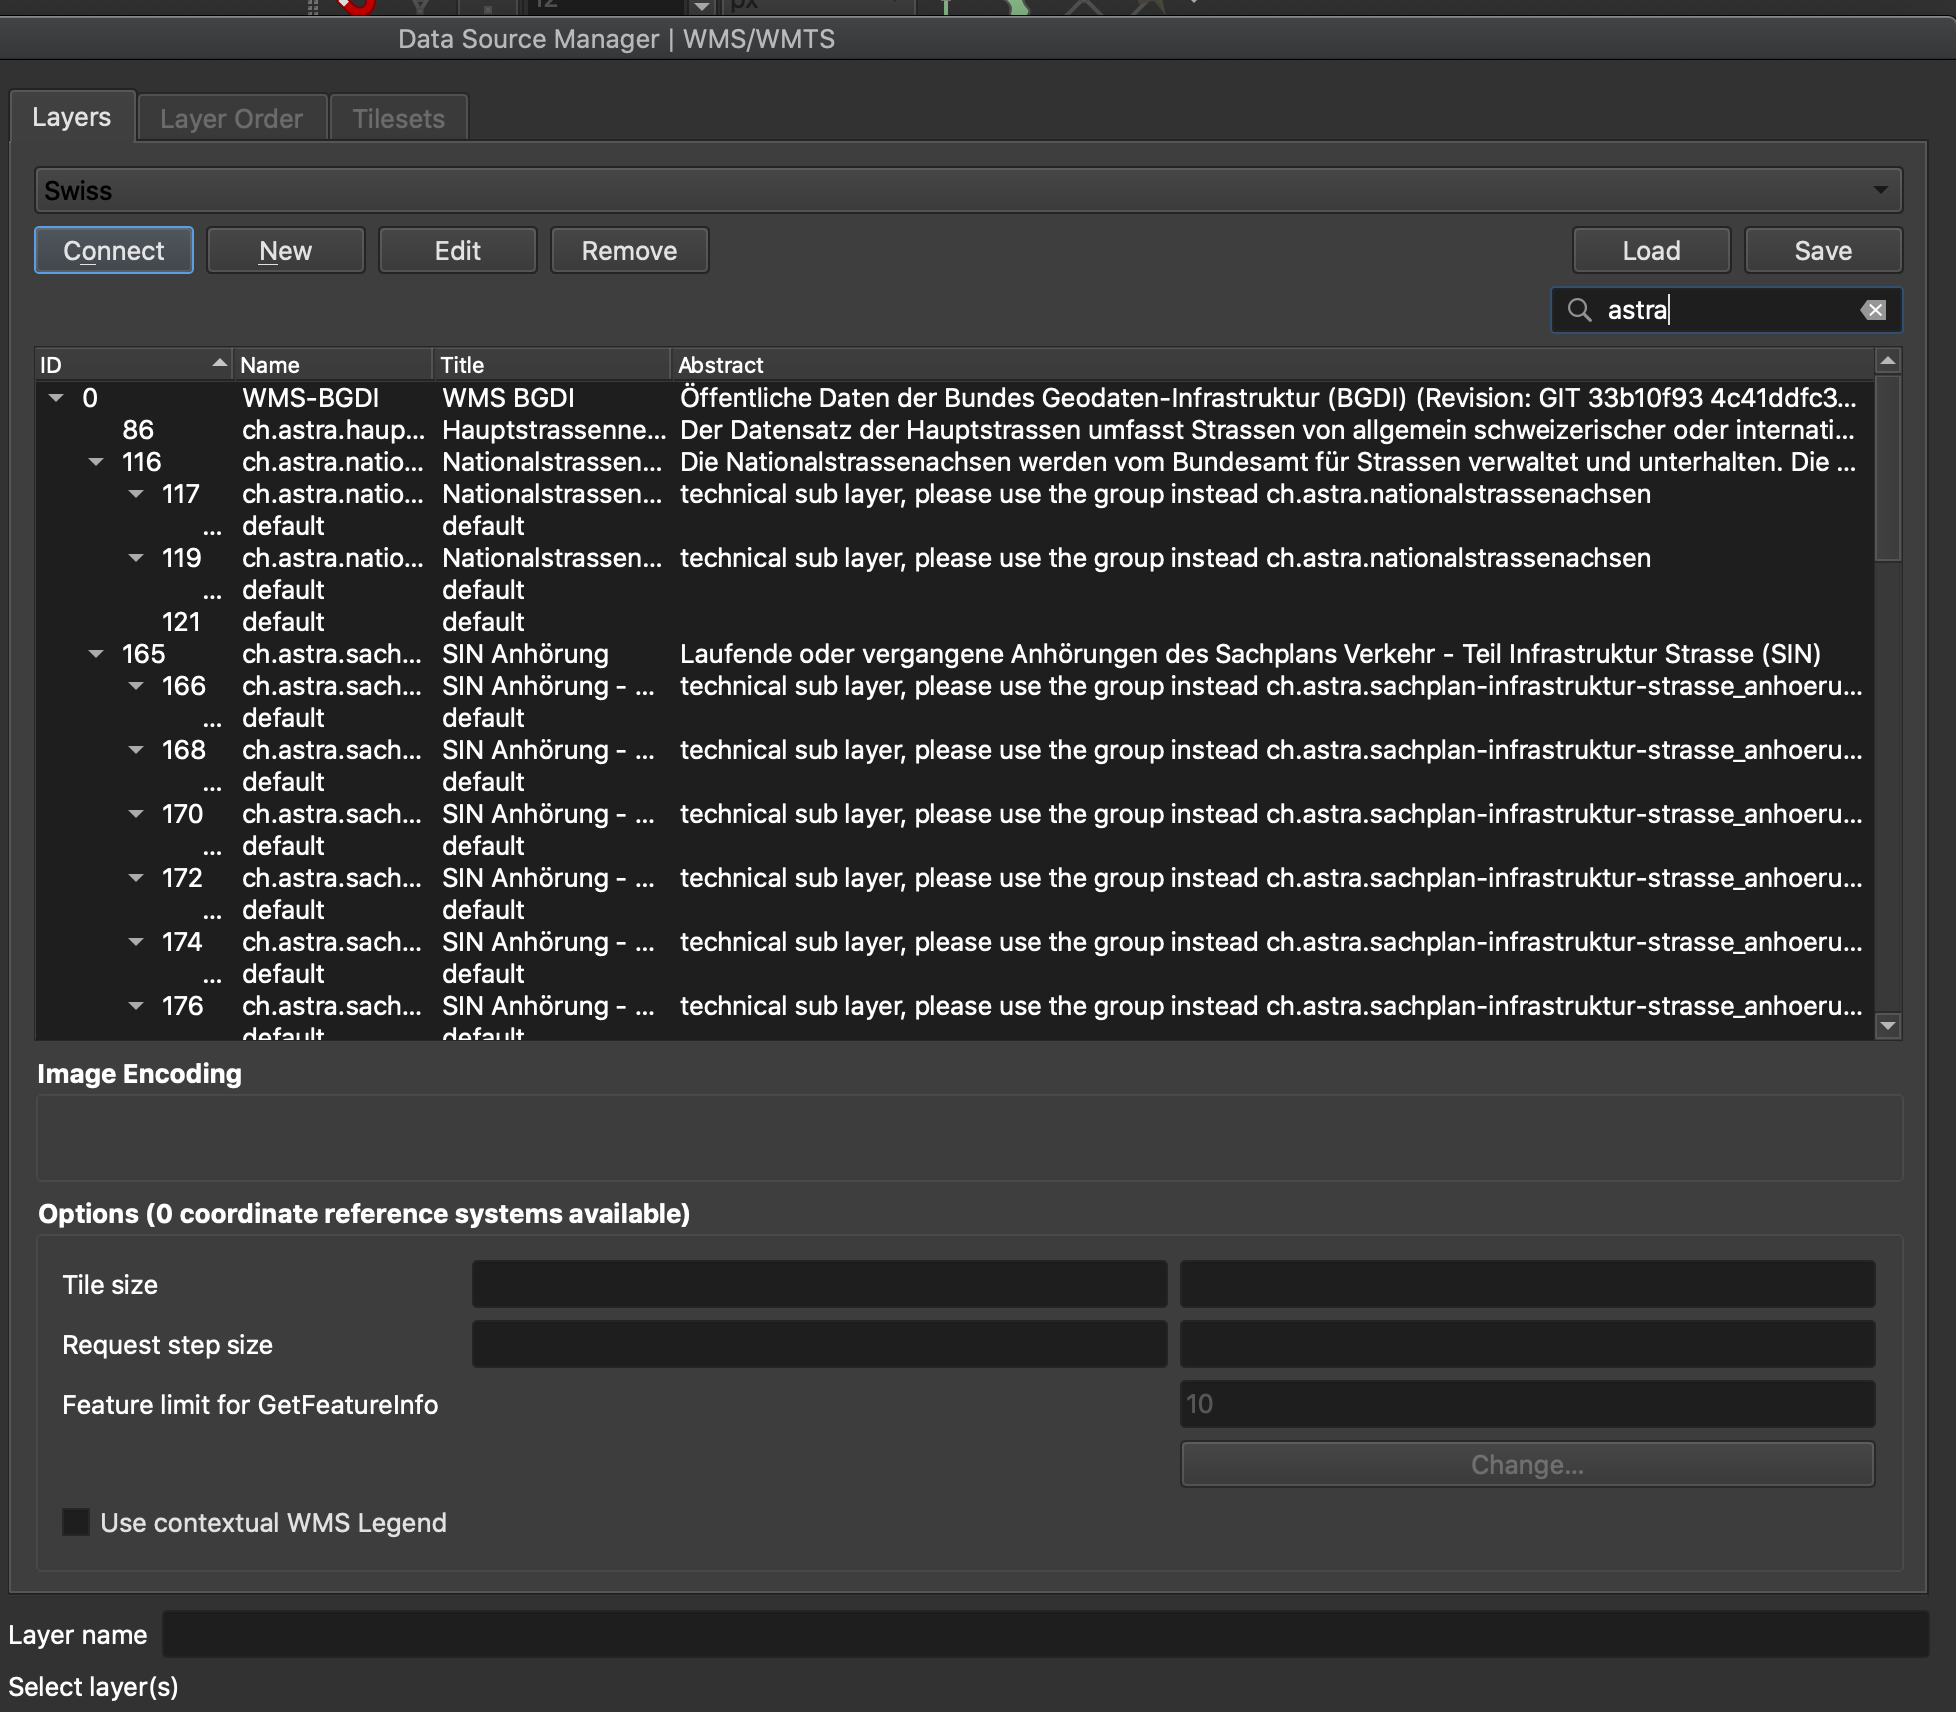 Data Source Manager | WMS/WMTS
Layers Layer Order Tilesets
Swiss
Connect New Edit Remove Load Save
astra
ID Name Title Abstract
0 WMS-BGDI WMS BGDI Öffentliche Daten der Bundes Geodaten-Infrastruktur (BGDI) (Revision: GIT 33b10f93 4c41ddfc3...
86 ch.astra.haup... Hauptstrassenne... Der Datensatz der Hauptstrassen umfasst Strassen von allgemein schweizerischer oder internati...
116 ch.astra.natio... Nationalstrassen... Die Nationalstrassenachsen werden vom Bundesamt für Strassen verwaltet und unterhalten. Die ...
117 ch.astra.natio... Nationalstrassen... technical sub layer, please use the group instead ch.astra.nationalstrassenachsen
... default default
119 ch.astra.natio... Nationalstrassen... technical sub layer, please use the group instead ch.astra.nationalstrassenachsen
... default default
121 default default
165 ch.astra.sach... SIN Anhörung Laufende oder vergangene Anhörungen des Sachplans Verkehr - Teil Infrastruktur Strasse (SIN)
166 ch.astra.sach... SIN Anhörung - ... technical sub layer, please use the group instead ch.astra.sachplan-infrastruktur-strasse_anhoeru...
... default default
168 ch.astra.sach... SIN Anhörung - ... technical sub layer, please use the group instead ch.astra.sachplan-infrastruktur-strasse_anhoeru...
... default default
170 ch.astra.sach... SIN Anhörung - ... technical sub layer, please use the group instead ch.astra.sachplan-infrastruktur-strasse_anhoeru...
... default default
172 ch.astra.sach... SIN Anhörung - ... technical sub layer, please use the group instead ch.astra.sachplan-infrastruktur-strasse_anhoeru...
... default default
174 ch.astra.sach... SIN Anhörung - ... technical sub layer, please use the group instead ch.astra.sachplan-infrastruktur-strasse_anhoeru...
... default default
176 ch.astra.sach... SIN Anhörung - ... technical sub layer, please use the group instead ch.astra.sachplan-infrastruktur-strasse_anhoeru...
default default
Image Encoding
Options (0 coordinate reference systems available)
Tile size
Request step size
Feature limit for GetFeatureInfo 10
Change...
Use contextual WMS Legend
Layer name
Select layer(s)